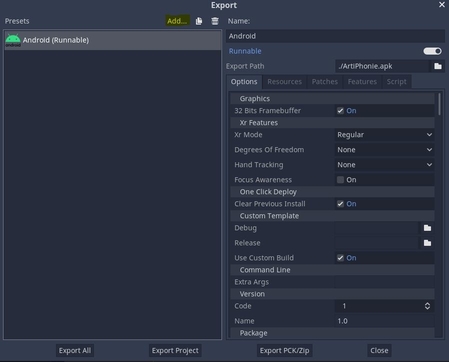 Export
Presets
Add...
Android (Runnable)
Name:
Android
Runnable
Export Path ./ArtiPhonie.apk
Options Resources Patches Features Script
Graphics
32 Bits Framebuffer On
Xr Features
Xr Mode Regular
Degrees Of Freedom None
Hand Tracking None
Focus Awareness On
One Click Deploy
Clear Previous Install On
Custom Template
Debug
Release
Use Custom Build On
Command Line
Extra Args
Version
Code 1
Name 1.0
Package
Export All Export Project Export PCK/Zip Close